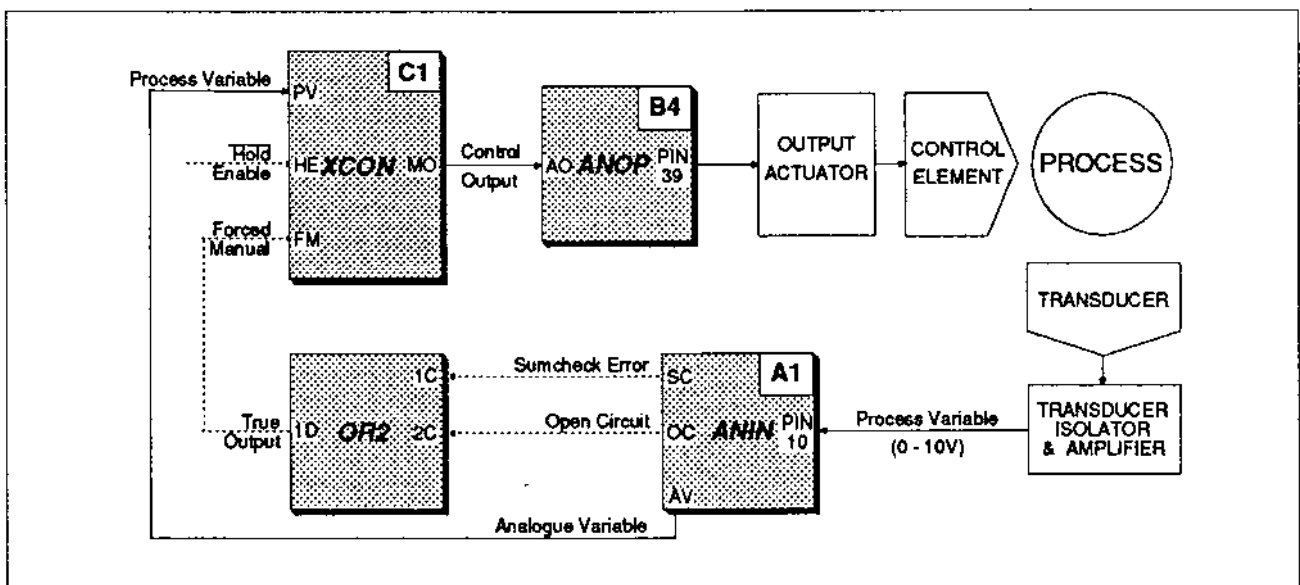 C1
Process Variable
PV
B4
Hold
Enable
HE
XCON
MO
Control
Output
AO
ANOP
PIN
39
OUTPUT
ACTUATOR
CONTROL
ELEMENT
PROCESS
Forced
Manual
FM
TRANSDUCER
1C
Sumcheck Error
SC
A1
True
Output
1D
OR2
2C
Open Circuit
OC
ANIN
PIN
10
Process Variable
(0 - 10V)
TRANSDUCER
ISOLATOR
& AMPLIFIER
AV
Analogue Variable